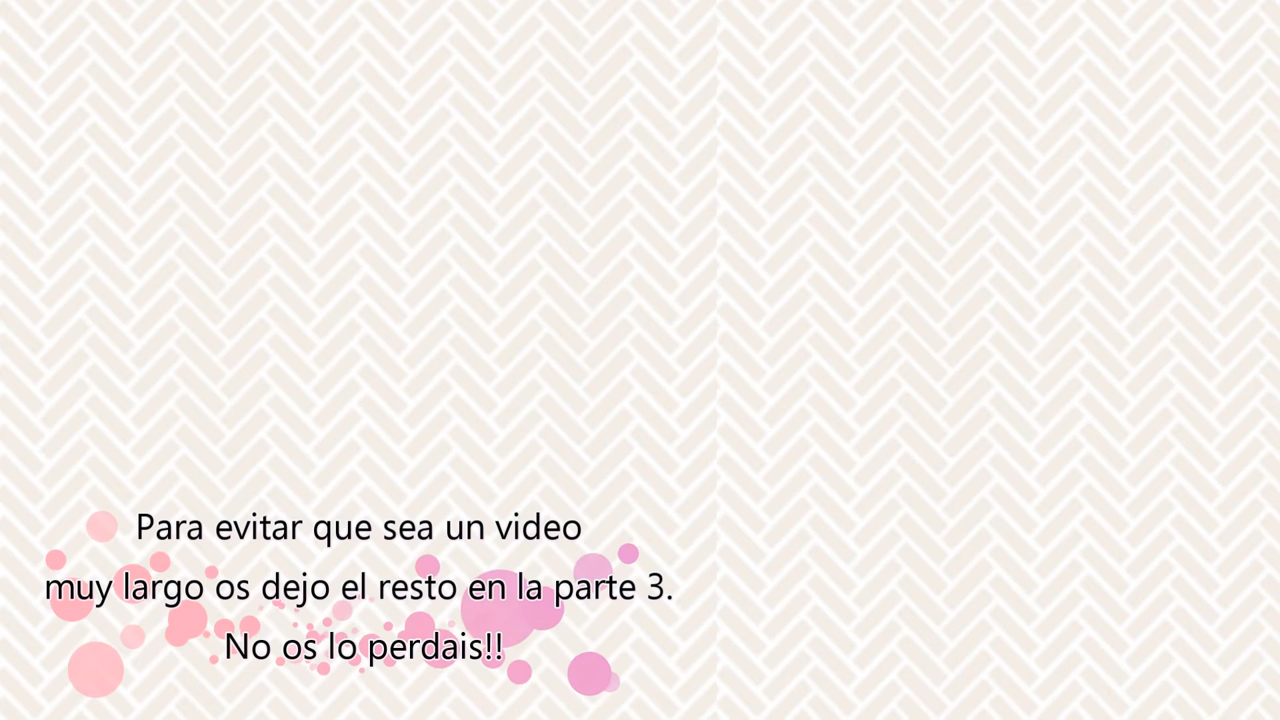 Para evitar que sea un video
muy largo os dejo el resto en la parte 3.
No os lo perdais!!